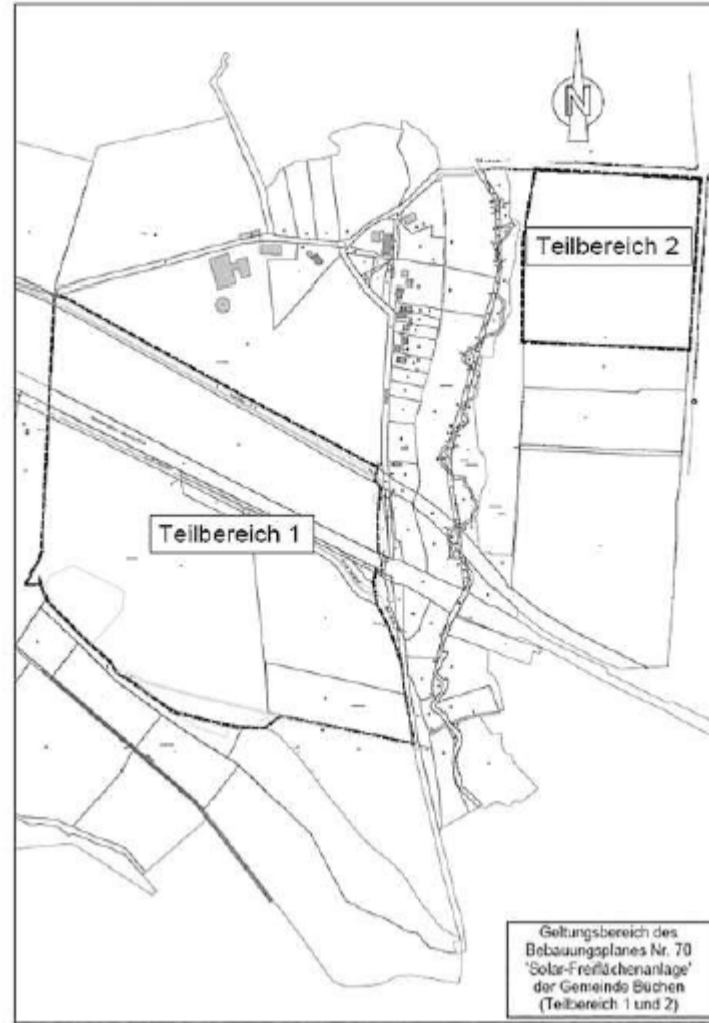 N
Teilbereich 2
Teilbereich 1
Geltungsbereich des
Bebauungsplanes Nr. 70
'Solar-Freiflächenanlage'
der Gemeinde Büchen
(Teilbereich 1 und 2)